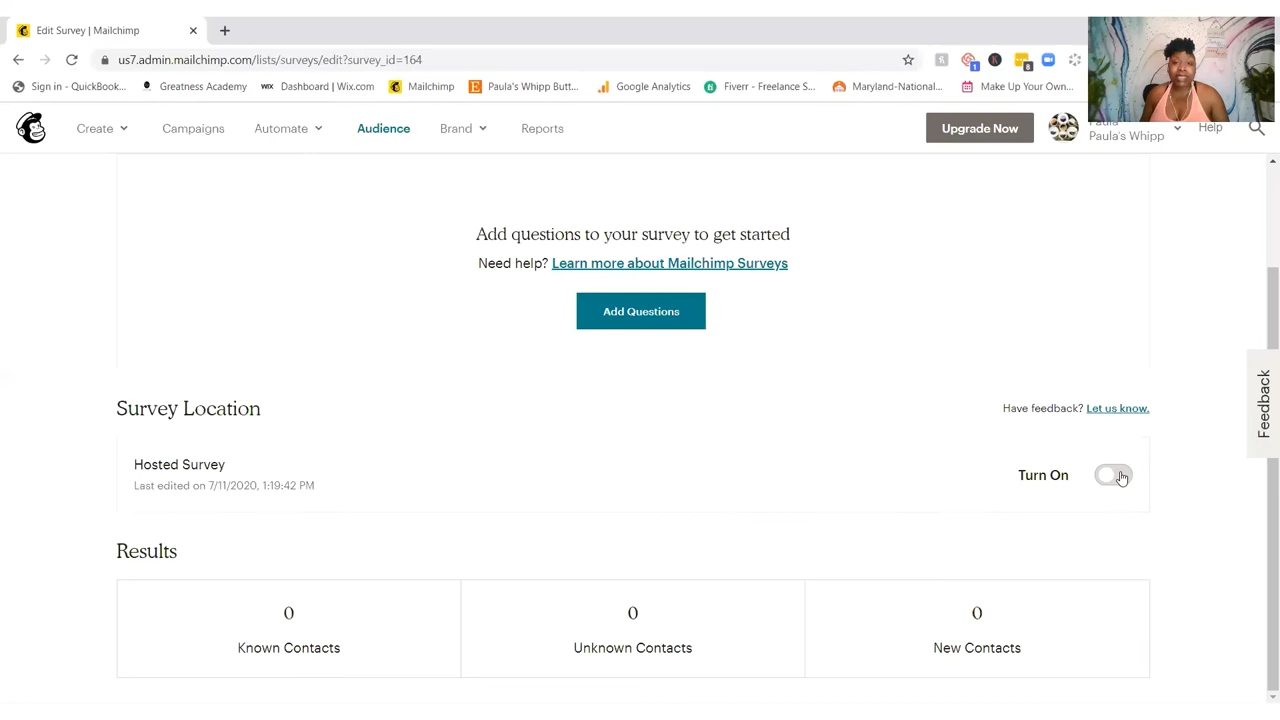 Edit Survey | Mailchimp
us7.admin.mailchimp.com/lists/surveys/edit?survey_id=164
1
8
Sign in - QuickBook...
Greatness Academy
WIX Dashboard | Wix.com
Mailchimp
Paula's Whipp Butt...
Google Analytics
Fiverr - Freelance S...
Maryland-National...
Make Up Your Own...
Create
Campaigns
Automate
Audience
Brand
Reports
Upgrade Now
Paula
Paula's Whipp
Help
Add questions to your survey to get started
Need help? Learn more about Mailchimp Surveys
Add Questions
Feedback
Survey Location
Have feedback? Let us know.
Hosted Survey
Last edited on 7/11/2020, 1:19:42 PM
Turn On
Results
0
Known Contacts
0
Unknown Contacts
0
New Contacts